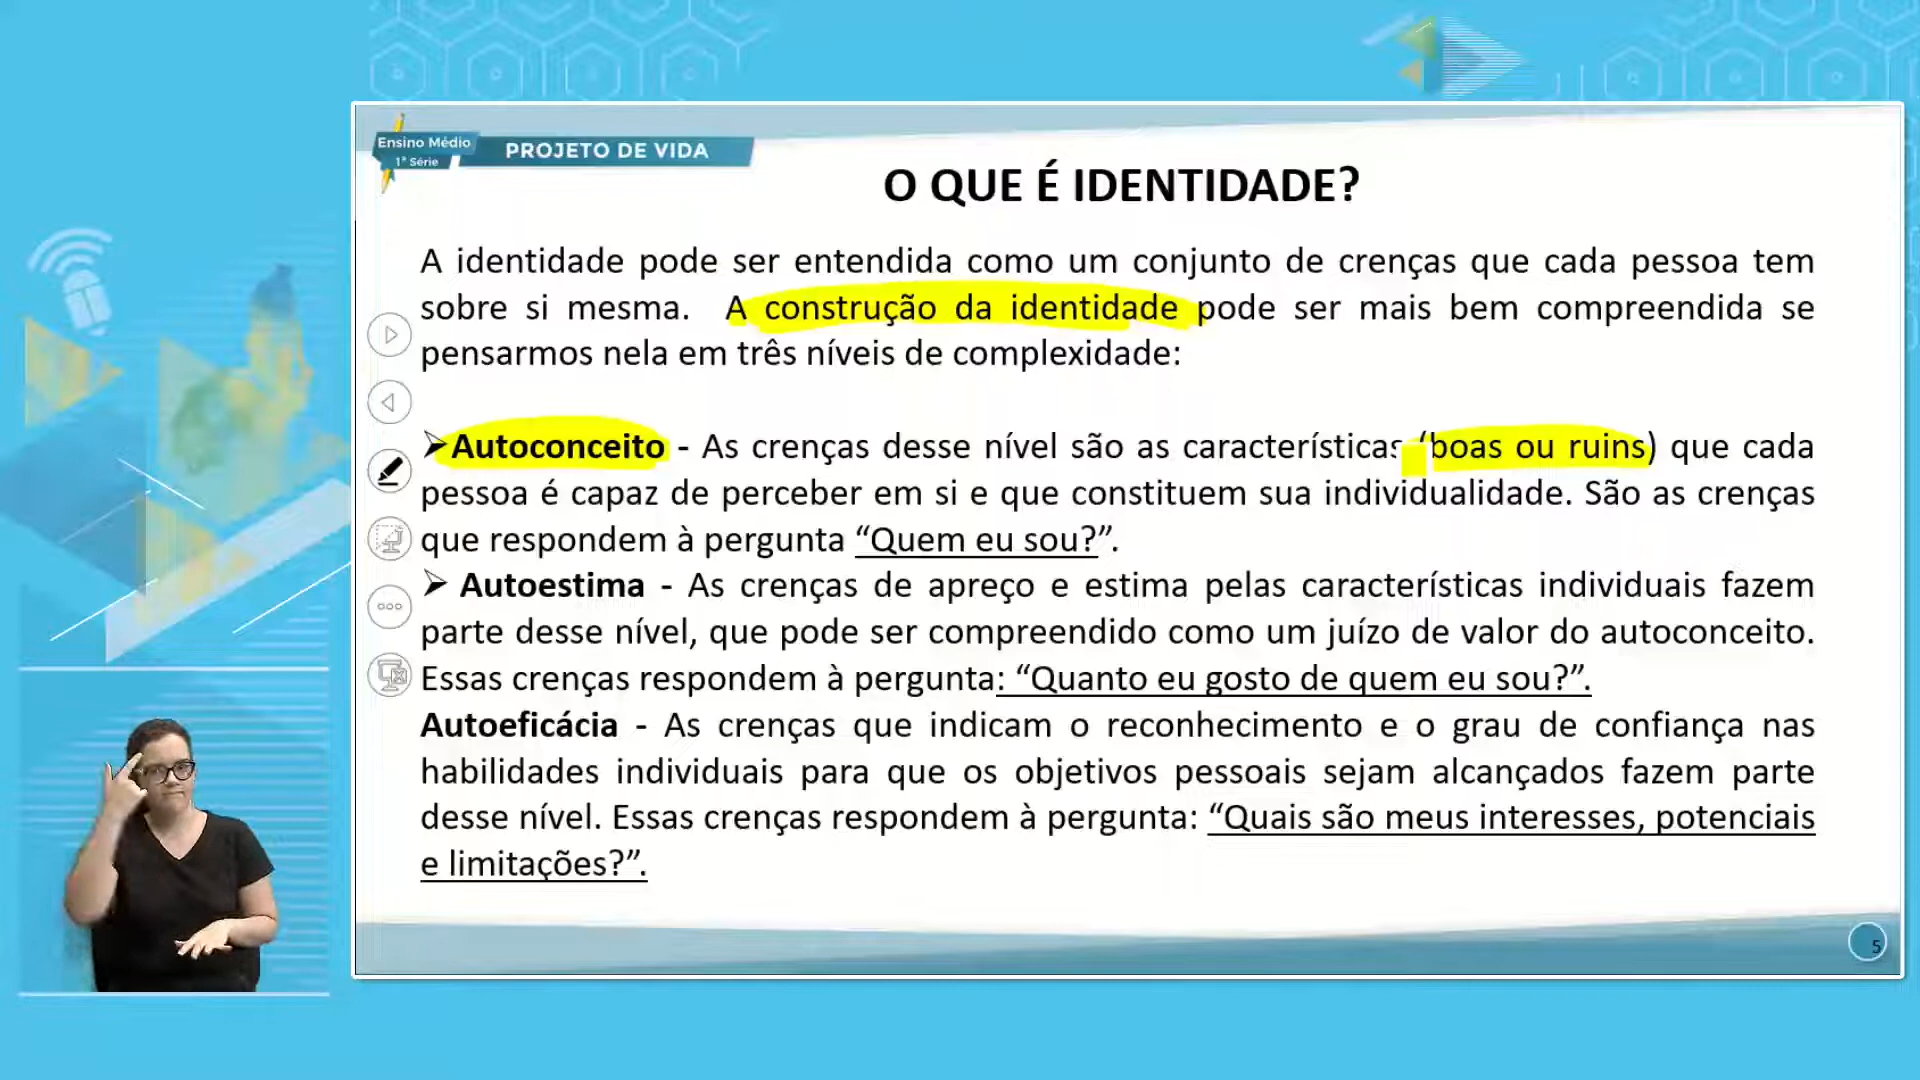 Ensino Médio
1ª Série
PROJETO DE VIDA
O QUE É IDENTIDADE?
A identidade pode ser entendida como um conjunto de crenças que cada pessoa tem
sobre si mesma. A construção da identidade pode ser mais bem compreendida se
pensarmos nela em três níveis de complexidade:
➢Autoconceito - As crenças desse nível são as características (boas ou ruins) que cada
pessoa é capaz de perceber em si e que constituem sua individualidade. São as crenças
que respondem à pergunta “Quem eu sou?”.
➢ Autoestima - As crenças de apreço e estima pelas características individuais fazem
parte desse nível, que pode ser compreendido como um juízo de valor do autoconceito.
Essas crenças respondem à pergunta: “Quanto eu gosto de quem eu sou?”.
Autoeficácia - As crenças que indicam o reconhecimento e o grau de confiança nas
habilidades individuais para que os objetivos pessoais sejam alcançados fazem parte
desse nível. Essas crenças respondem à pergunta: “Quais são meus interesses, potenciais
e limitações?”.
5